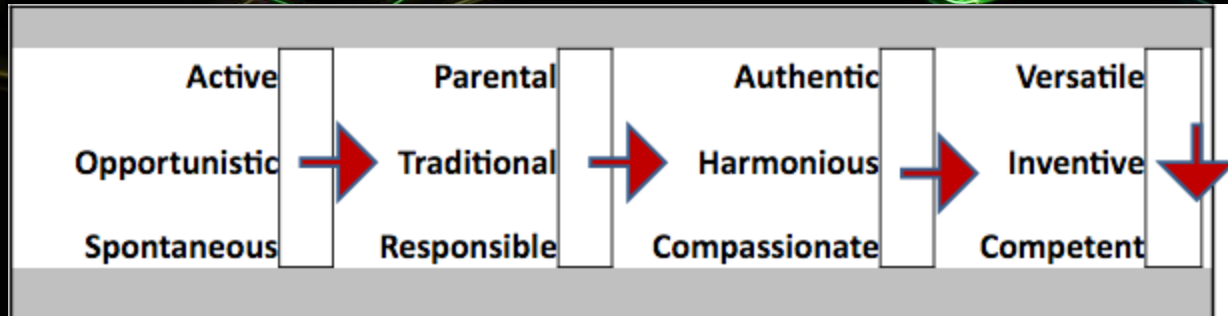 Active Parental Authentic Versatile
Opportunistic Traditional Harmonious Inventive
Spontaneous Responsible Compassionate Competent